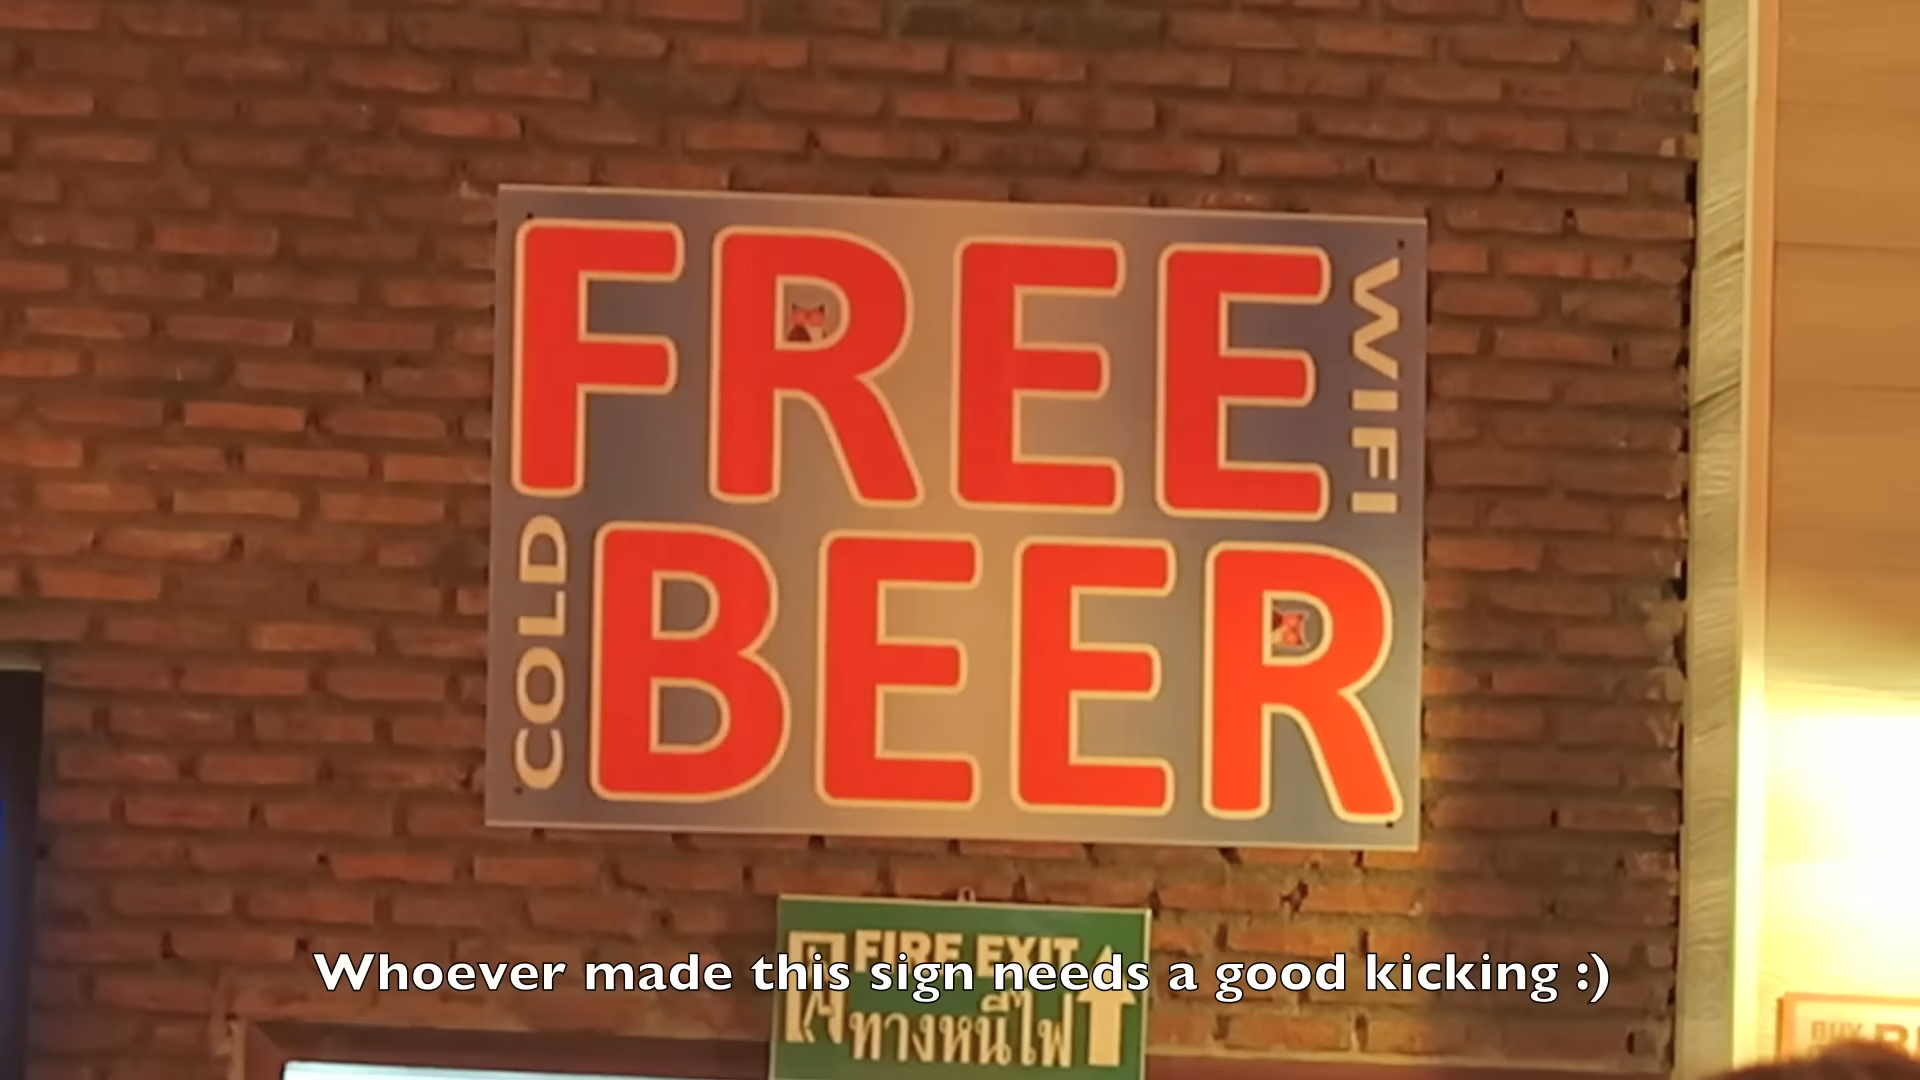 FREE WIFI
COLD BEER
FIRE EXIT
ทางหนีไฟ
Whoever made this sign needs a good kicking :)
BUY